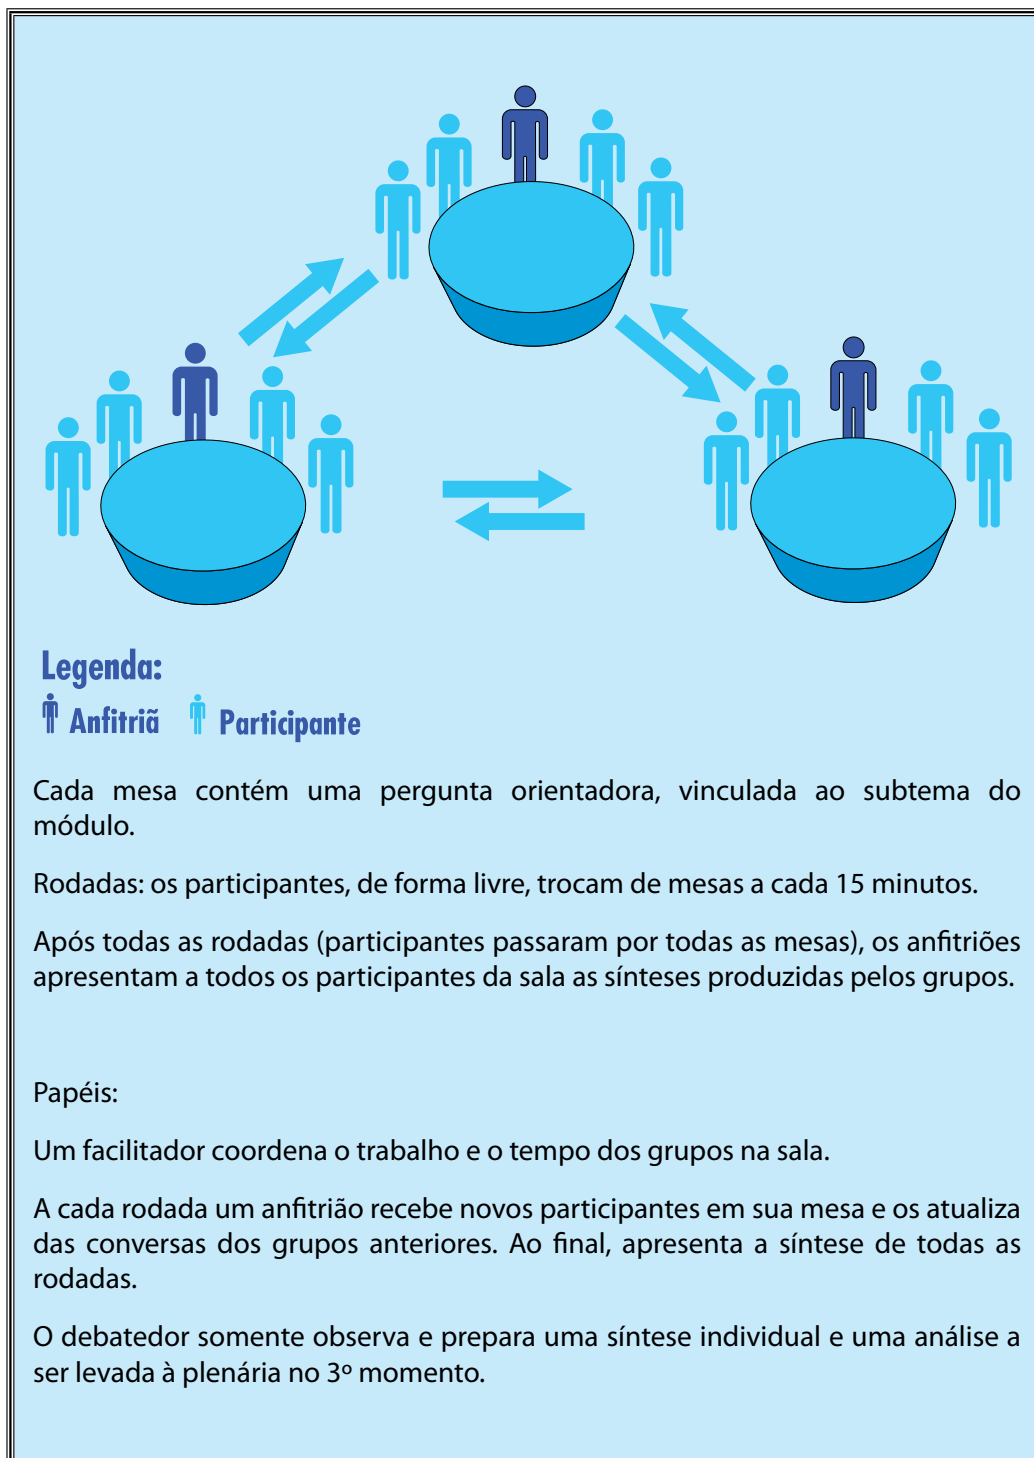 Legenda:
Anfitriã Participante
Cada mesa contém uma pergunta orientadora, vinculada ao subtema do
módulo.
Rodadas: os participantes, de forma livre, trocam de mesas a cada 15 minutos.
Após todas as rodadas (participantes passaram por todas as mesas), os anfitriões
apresentam a todos os participantes da sala as sínteses produzidas pelos grupos.
Papéis:
Um facilitador coordena o trabalho e o tempo dos grupos na sala.
A cada rodada um anfitrião recebe novos participantes em sua mesa e os atualiza
das conversas dos grupos anteriores. Ao final, apresenta a síntese de todas as
rodadas.
O debatedor somente observa e prepara uma síntese individual e uma análise a
ser levada à plenária no 3º momento.